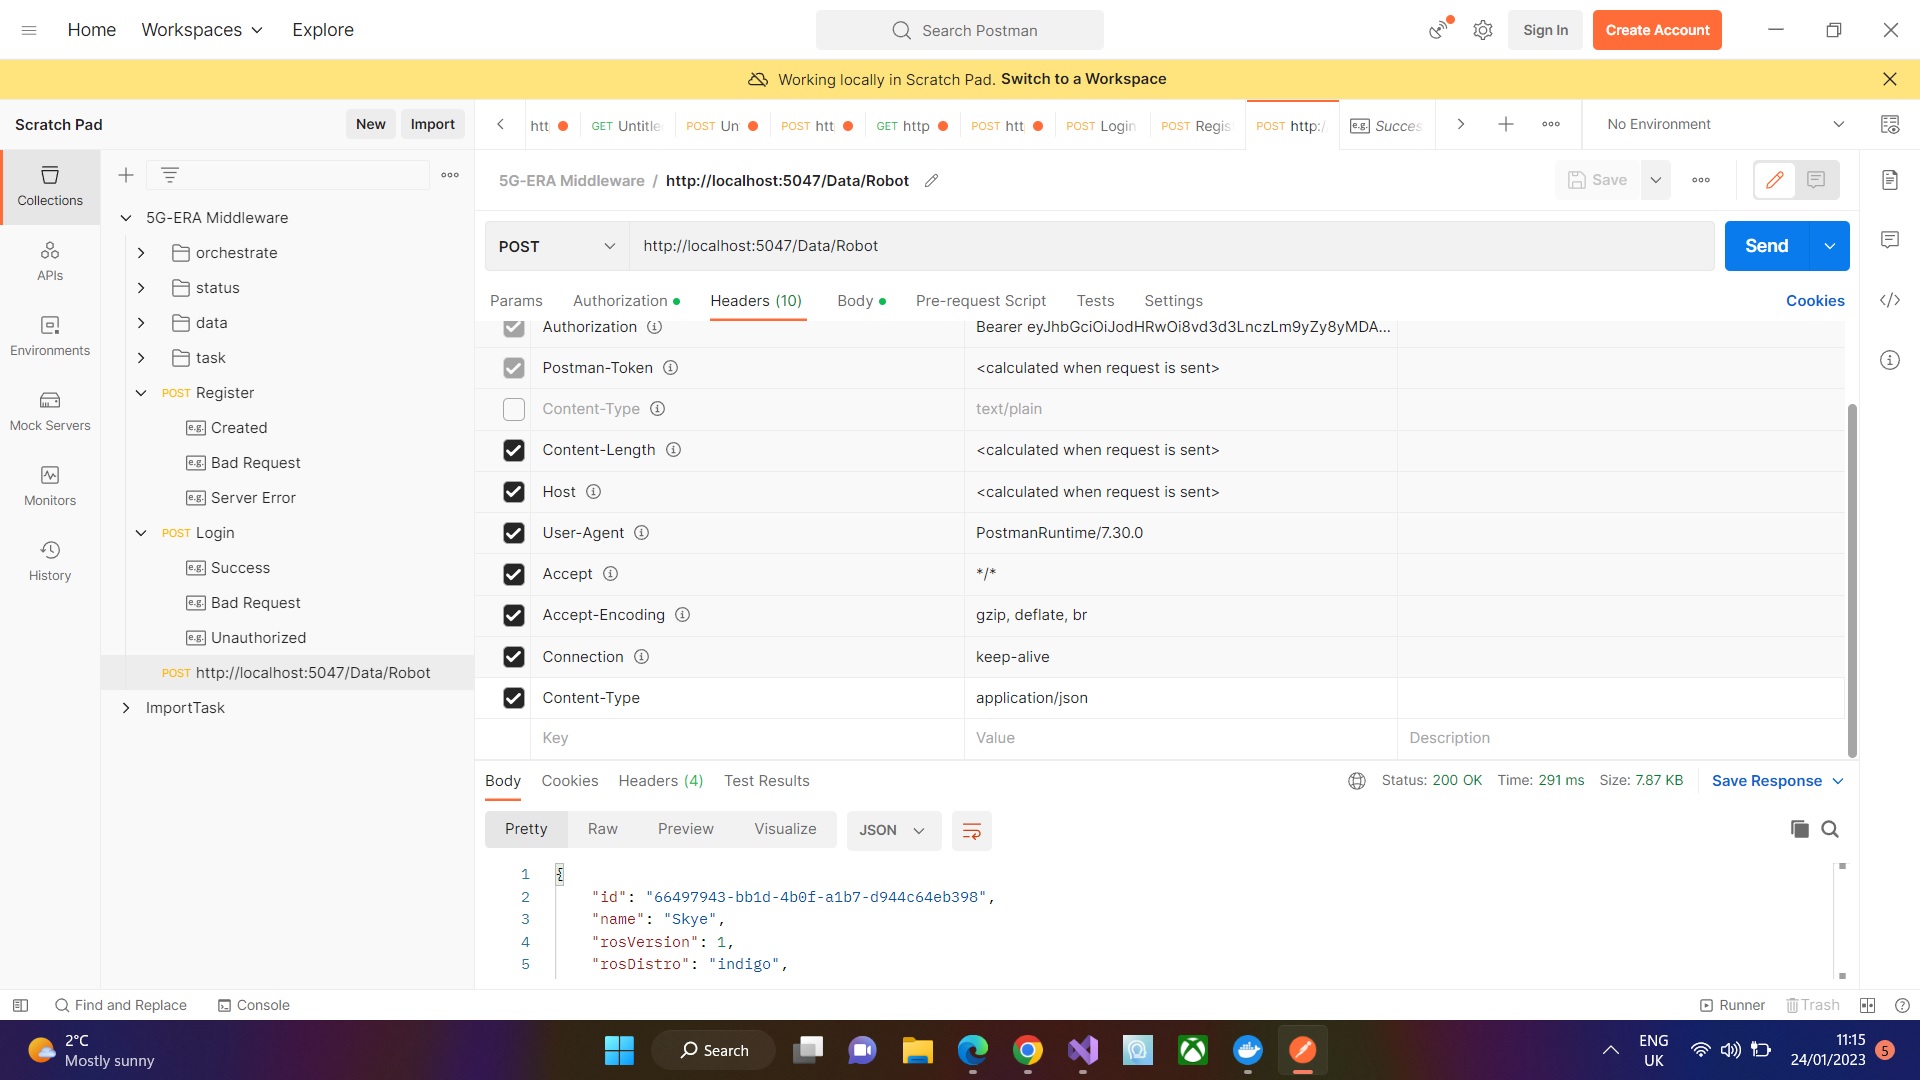 Home Workspaces Explore Search Postman Sign In Create Account
Working locally in Scratch Pad. Switch to a Workspace
Scratch Pad New Import
htt GET Untitle POST Un POST htt GET http POST htt POST Login POST Regis POST http:/ e.g. Succes No Environment
Collections
APIs
Environments
Mock Servers
Monitors
History
5G-ERA Middleware
orchestrate
status
data
task
POST Register
e.g. Created
e.g. Bad Request
e.g. Server Error
POST Login
e.g. Success
e.g. Bad Request
e.g. Unauthorized
POST http://localhost:5047/Data/Robot
ImportTask
5G-ERA Middleware / http://localhost:5047/Data/Robot Save
POST http://localhost:5047/Data/Robot Send
Params Authorization Headers (10) Body Pre-request Script Tests Settings Cookies
Authorization Bearer eyJhbGciOiJodHRwOi8vd3d3LnczLm9yZy8yMDA...
Postman-Token <calculated when request is sent>
Content-Type text/plain
Content-Length <calculated when request is sent>
Host <calculated when request is sent>
User-Agent PostmanRuntime/7.30.0
Accept */*
Accept-Encoding gzip, deflate, br
Connection keep-alive
Content-Type application/json
Key Value Description
Body Cookies Headers (4) Test Results Status: 200 OK Time: 291 ms Size: 7.87 KB Save Response
Pretty Raw Preview Visualize JSON
1 {
2 "id": "66497943-bb1d-4b0f-a1b7-d944c64eb398",
3 "name": "Skye",
4 "rosVersion": 1,
5 "rosDistro": "indigo",
Find and Replace Console Runner Trash
2°C
Mostly sunny
Search
ENG
UK
11:15
24/01/2023
5